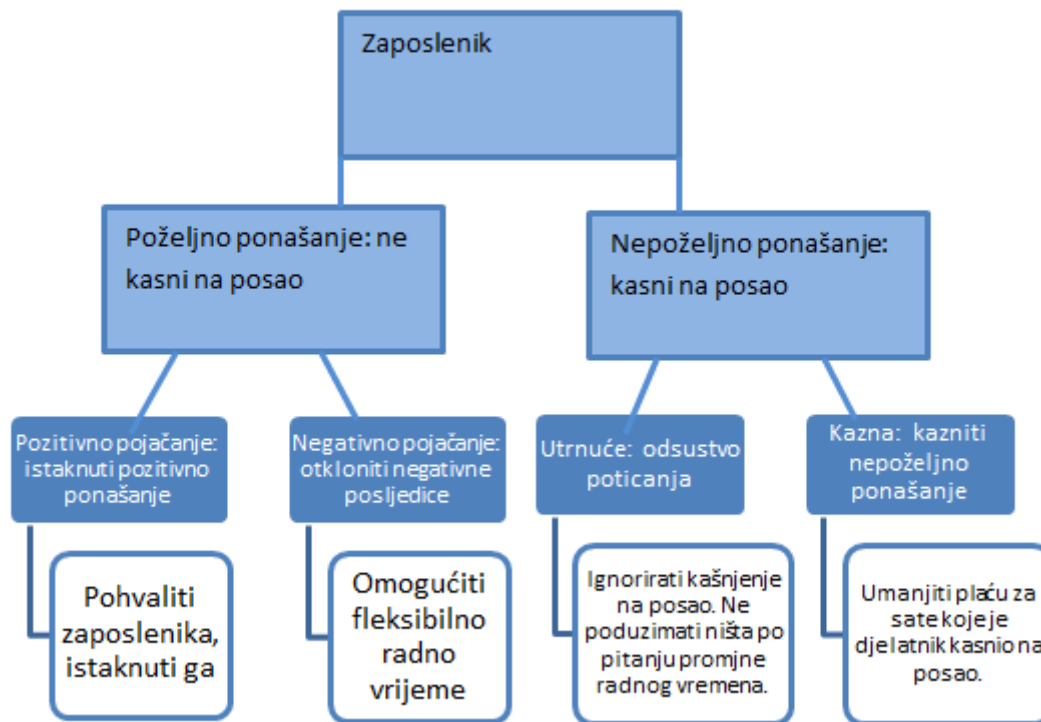 Zaposlenik
Poželjno ponašanje: ne
kasni na posao
Nepoželjno ponašanje:
kasni na posao
Pozitivno pojačanje:
istaknuti pozitivno
ponašanje
Negativno pojačanje:
otkloniti negativne
posljedice
Utrnuće: odsustvo
poticanja
Kazna: kazniti
nepoželjno
ponašanje
Pohvaliti
zaposlenika,
istaknuti ga
Omogućiti
fleksibilno
radno
vrijeme
Ignorirati kašnjenje
na posao. Ne
poduzimati ništa po
pitanju promjne
radnog vremena.
Umanjiti plaću za
sate koje je
djelatnik kasnio na
posao.